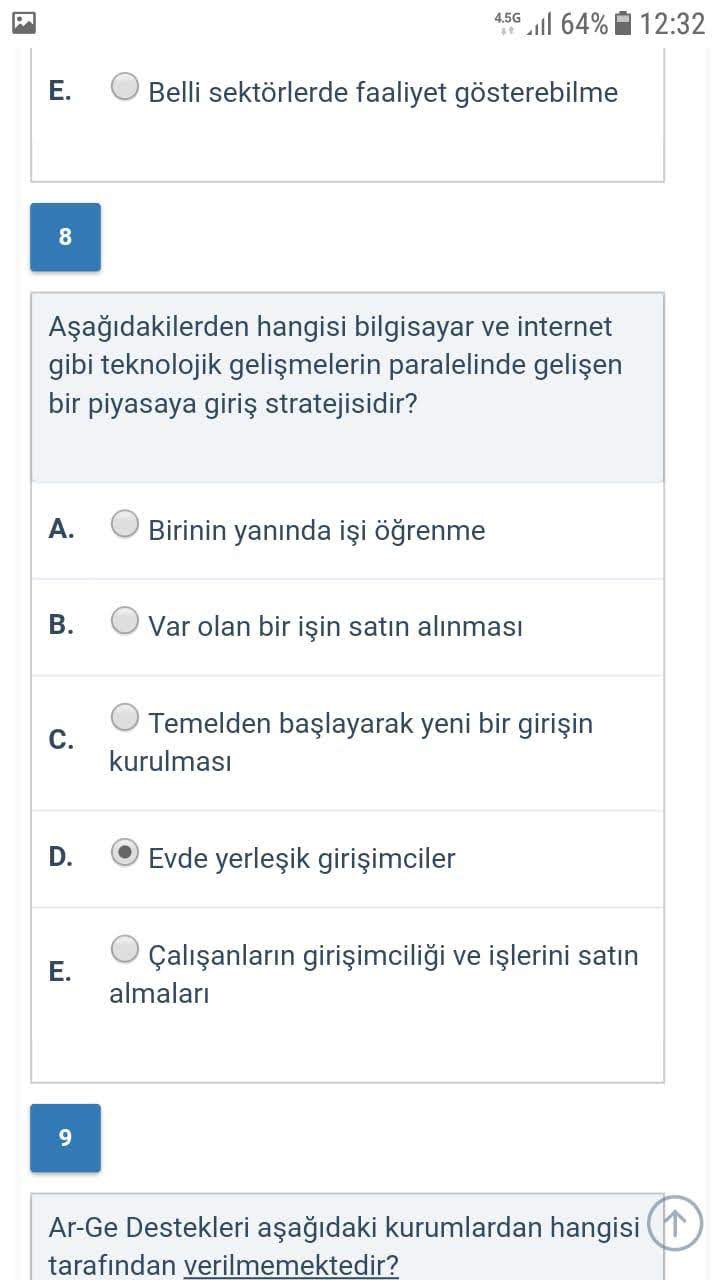 4.5G 64% 12:32
E. Belli sektörlerde faaliyet gösterebilme
8
Aşağıdakilerden hangisi bilgisayar ve internet
gibi teknolojik gelişmelerin paralelinde gelişen
bir piyasaya giriş stratejisidir?
A. Birinin yanında işi öğrenme
B. Var olan bir işin satın alınması
C. Temelden başlayarak yeni bir girişin
kurulması
D. Evde yerleşik girişimciler
E. Çalışanların girişimciliği ve işlerini satın
almaları
9
Ar-Ge Destekleri aşağıdaki kurumlardan hangisi
tarafından verilmemektedir?